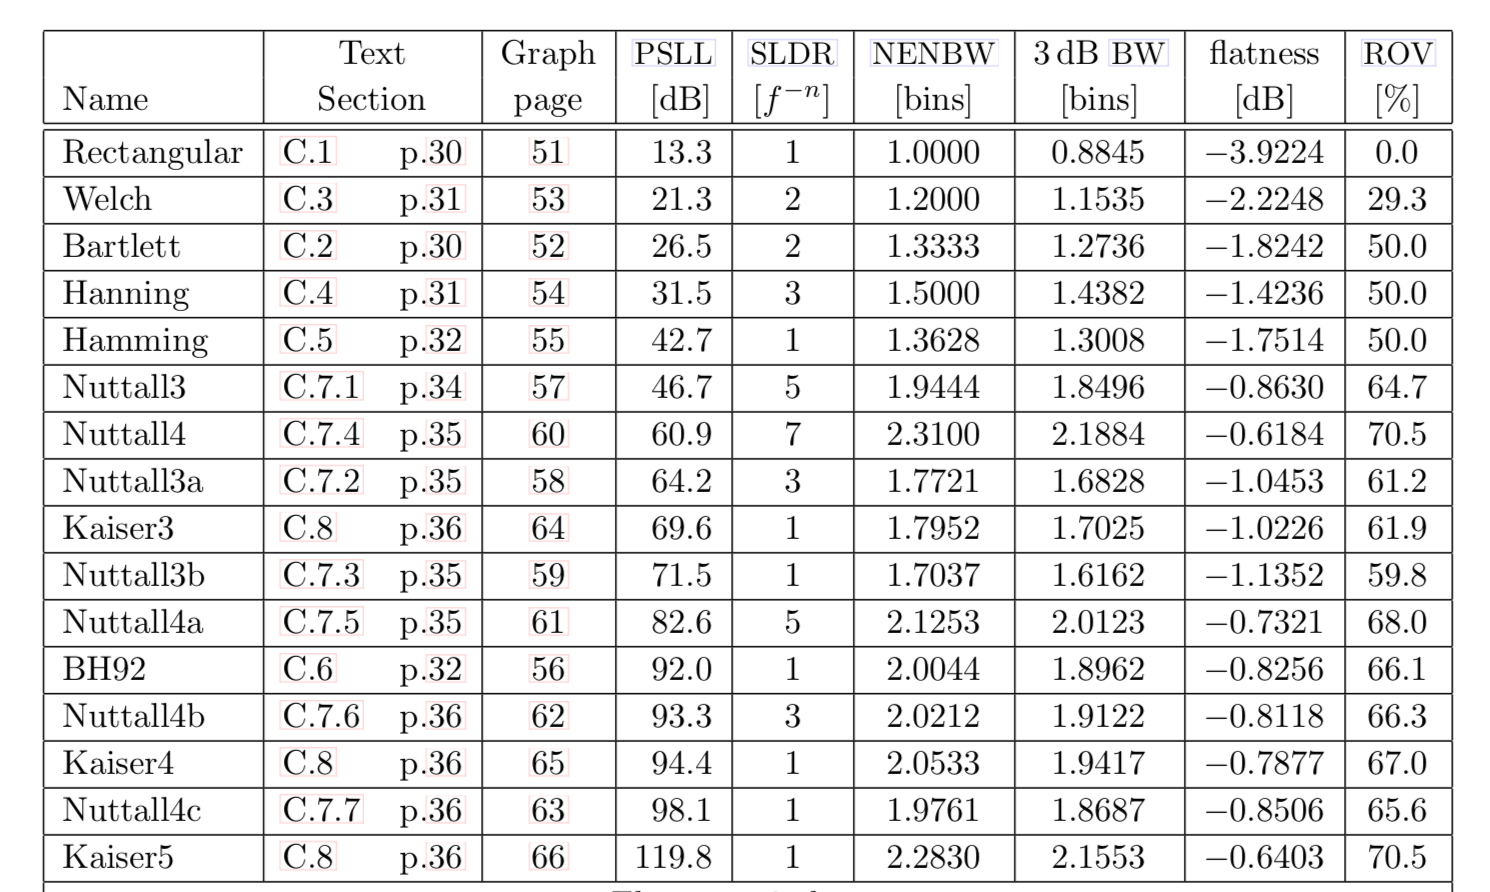 Name Text Section Graph page PSLL [dB] SLDR [f⁻ⁿ] NENBW [bins] 3 dB BW [bins] flatness [dB] ROV [%]
Rectangular C.1 p.30 51 13.3 1 1.0000 0.8845 −3.9224 0.0
Welch C.3 p.31 53 21.3 2 1.2000 1.1535 −2.2248 29.3
Bartlett C.2 p.30 52 26.5 2 1.3333 1.2736 −1.8242 50.0
Hanning C.4 p.31 54 31.5 3 1.5000 1.4382 −1.4236 50.0
Hamming C.5 p.32 55 42.7 1 1.3628 1.3008 −1.7514 50.0
Nuttall3 C.7.1 p.34 57 46.7 5 1.9444 1.8496 −0.8630 64.7
Nuttall4 C.7.4 p.35 60 60.9 7 2.3100 2.1884 −0.6184 70.5
Nuttall3a C.7.2 p.35 58 64.2 3 1.7721 1.6828 −1.0453 61.2
Kaiser3 C.8 p.36 64 69.6 1 1.7952 1.7025 −1.0226 61.9
Nuttall3b C.7.3 p.35 59 71.5 1 1.7037 1.6162 −1.1352 59.8
Nuttall4a C.7.5 p.35 61 82.6 5 2.1253 2.0123 −0.7321 68.0
BH92 C.6 p.32 56 92.0 1 2.0044 1.8962 −0.8256 66.1
Nuttall4b C.7.6 p.36 62 93.3 3 2.0212 1.9122 −0.8118 66.3
Kaiser4 C.8 p.36 65 94.4 1 2.0533 1.9417 −0.7877 67.0
Nuttall4c C.7.7 p.36 63 98.1 1 1.9761 1.8687 −0.8506 65.6
Kaiser5 C.8 p.36 66 119.8 1 2.2830 2.1553 −0.6403 70.5